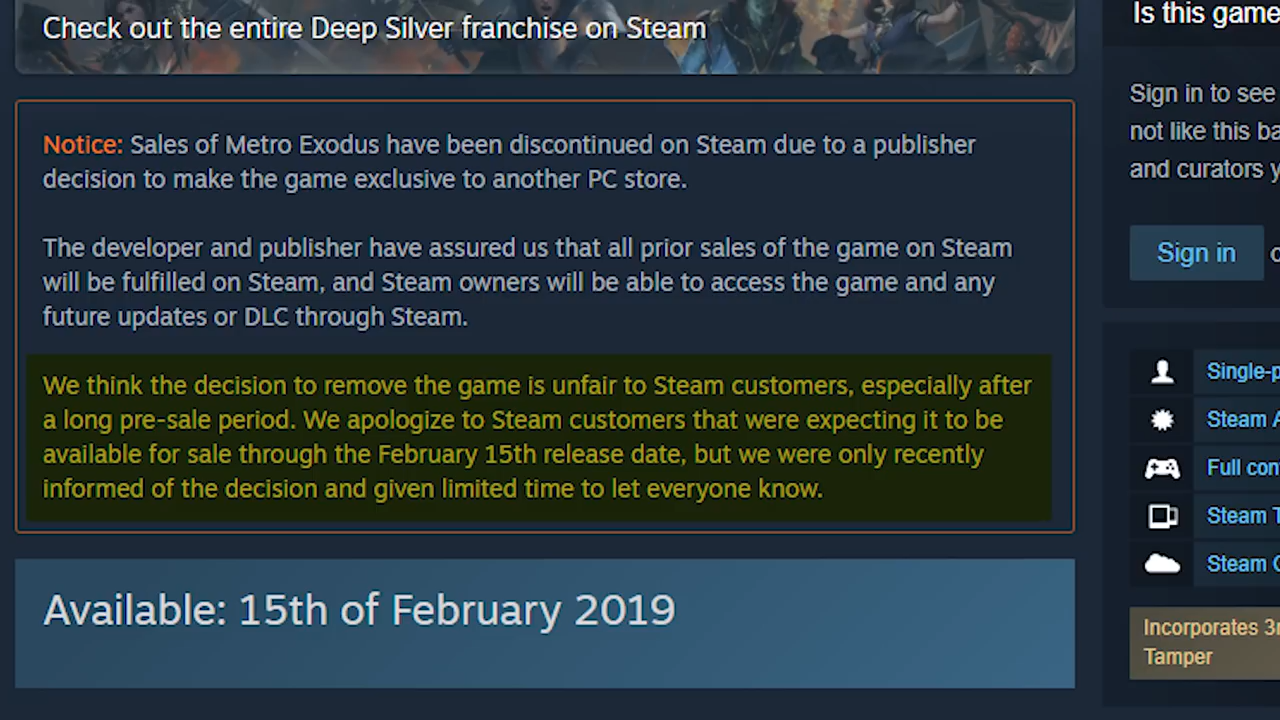 Check out the entire Deep Silver franchise on Steam
Notice: Sales of Metro Exodus have been discontinued on Steam due to a publisher
decision to make the game exclusive to another PC store.
The developer and publisher have assured us that all prior sales of the game on Steam
will be fulfilled on Steam, and Steam owners will be able to access the game and any
future updates or DLC through Steam.
We think the decision to remove the game is unfair to Steam customers, especially after
a long pre-sale period. We apologize to Steam customers that were expecting it to be
available for sale through the February 15th release date, but we were only recently
informed of the decision and given limited time to let everyone know.
Available: 15th of February 2019
Is this game
Sign in to see
not like this
and curators
Sign in
Single-
Steam
Full
Steam
Steam
Incorporates
Tamper